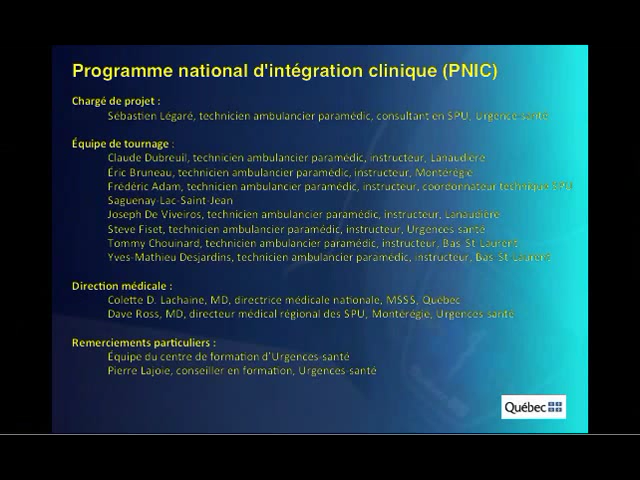 Programme national d'intégration clinique (PNIC)
Chargé de projet :
Sébastien Légaré, technicien ambulancier paramédic, consultant en SPU, Urgence-santé
Équipe de tournage :
Claude Dubreuil, technicien ambulancier paramédic, instructeur, Lanaudière
Éric Bruneau, technicien ambulancier paramédic, instructeur, Montérégie
Frédéric Adam, technicien ambulancier paramédic, instructeur, coordonnateur technique SPU
Saguenay-Lac-Saint-Jean
Joseph De Viveiros, technicien ambulancier paramédic, instructeur, Lanaudière
Steve Fiset, technicien ambulancier paramédic, instructeur, Urgences-santé
Tommy Chouinard, technicien ambulancier paramédic, instructeur, Bas-St-Laurent
Yves-Mathieu Desjardins, technicien ambulancier paramédic, instructeur, Bas-St-Laurent
Direction médicale :
Colette D. Lachaine, MD, directrice médicale nationale, MSSS, Québec
Dave Ross, MD, directeur médical régional des SPU, Montérégie, Urgences-santé
Remerciements particuliers :
Équipe du centre de formation d'Urgences-santé
Pierre Lajoie, conseiller en formation, Urgences-santé
Québec